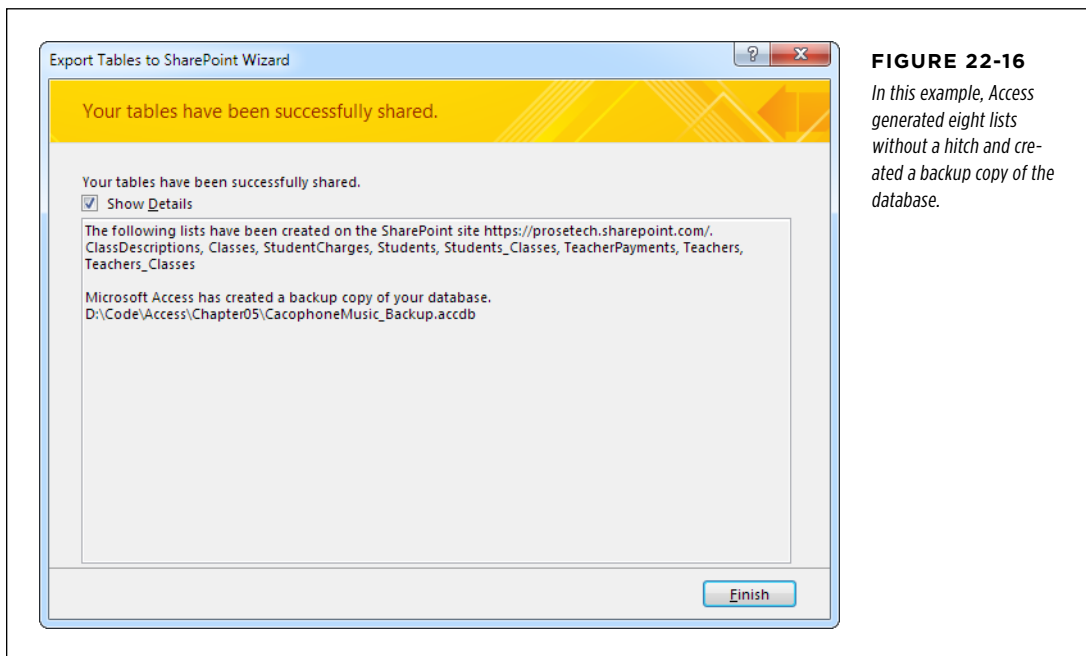 Export Tables to SharePoint Wizard
Your tables have been successfully shared.
Your tables have been successfully shared.
Show Details
The following lists have been created on the SharePoint site https://prosetech.sharepoint.com/.
ClassDescriptions, Classes, StudentCharges, Students, Students_Classes, TeacherPayments, Teachers,
Teachers_Classes
Microsoft Access has created a backup copy of your database.
D:\Code\Access\Chapter05\CacophoneMusic_Backup.accdb
Finish
FIGURE 22-16
In this example, Access
generated eight lists
without a hitch and cre-
ated a backup copy of the
database.